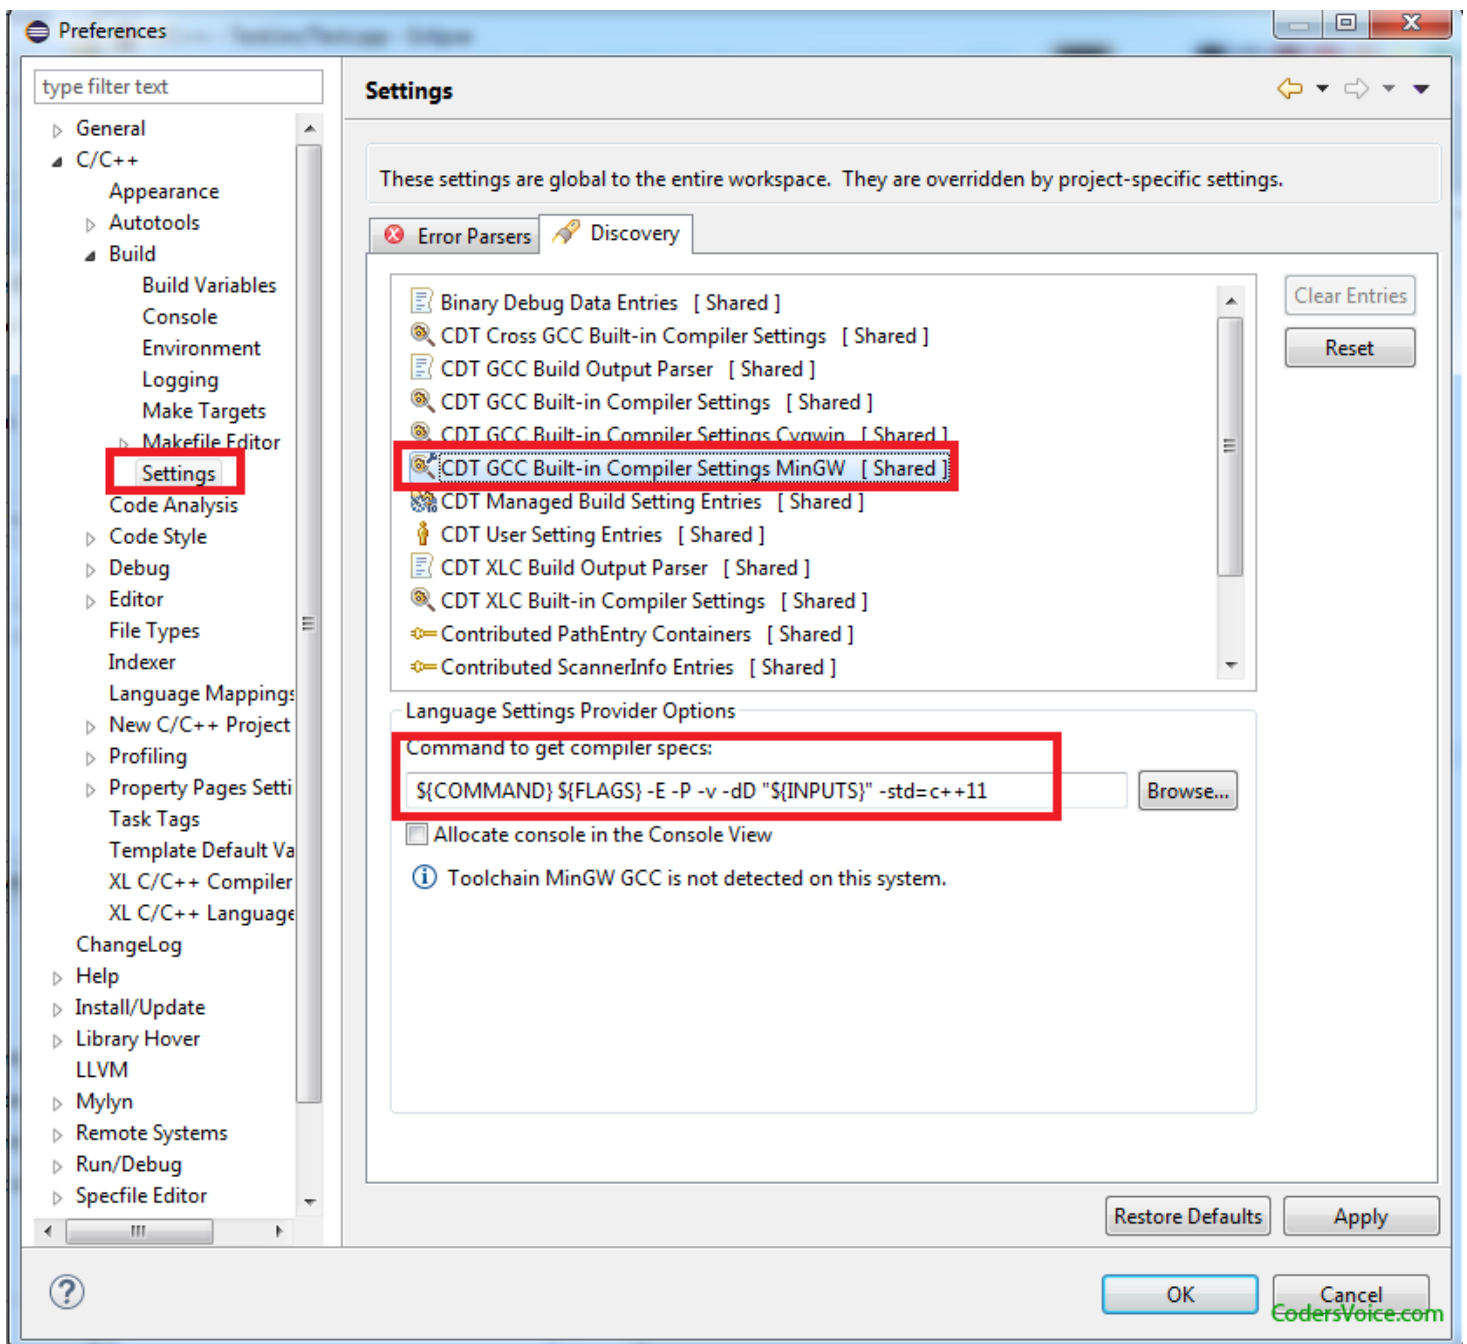 Preferences
type filter text
Settings
General
C/C++
Appearance
Autotools
Build
Build Variables
Console
Environment
Logging
Make Targets
Makefile Editor
Settings
Code Analysis
Code Style
Debug
Editor
File Types
Indexer
Language Mappings
New C/C++ Project
Profiling
Property Pages Setti
Task Tags
Template Default Va
XL C/C++ Compiler
XL C/C++ Language
ChangeLog
Help
Install/Update
Library Hover
LLVM
Mylyn
Remote Systems
Run/Debug
Specfile Editor
These settings are global to the entire workspace. They are overridden by project-specific settings.
Error Parsers
Discovery
Binary Debug Data Entries [ Shared ]
CDT Cross GCC Built-in Compiler Settings [ Shared ]
CDT GCC Build Output Parser [ Shared ]
CDT GCC Built-in Compiler Settings [ Shared ]
CDT GCC Built-in Compiler Settings Cygwin [ Shared ]
CDT GCC Built-in Compiler Settings MinGW [ Shared ]
CDT Managed Build Setting Entries [ Shared ]
CDT User Setting Entries [ Shared ]
CDT XLC Build Output Parser [ Shared ]
CDT XLC Built-in Compiler Settings [ Shared ]
Contributed PathEntry Containers [ Shared ]
Contributed ScannerInfo Entries [ Shared ]
Clear Entries
Reset
Language Settings Provider Options
Command to get compiler specs:
${COMMAND} ${FLAGS} -E -P -v -dD "${INPUTS}" -std=c++11
Browse...
Allocate console in the Console View
Toolchain MinGW GCC is not detected on this system.
Restore Defaults
Apply
OK
Cancel
CodersVoice.com